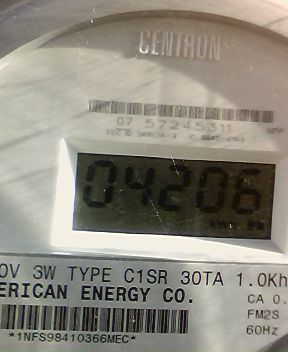 CENTRON®
07 57245311
04206
0V 3W TYPE C1SR 30TA 1.0Kh
ERICAN ENERGY CO.
CA 0.
FM2S
60Hz
*1NFS98410366MEC*